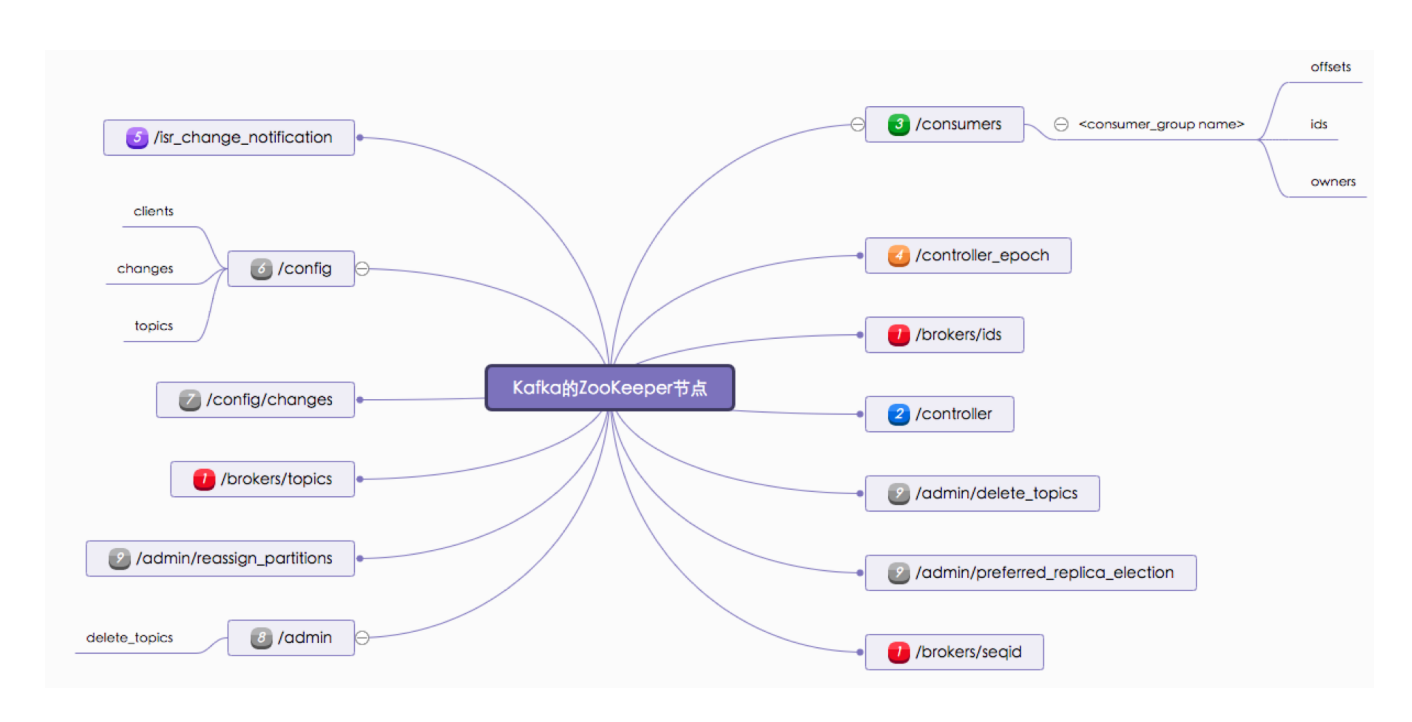 Kafka的ZooKeeper节点
3 /consumers
<consumer_group name>
offsets
ids
owners
4 /controller_epoch
1 /brokers/ids
2 /controller
9 /admin/delete_topics
9 /admin/preferred_replica_election
1 /brokers/seqid
5 /isr_change_notification
6 /config
clients
changes
topics
7 /config/changes
1 /brokers/topics
9 /admin/reassign_partitions
8 /admin
delete_topics